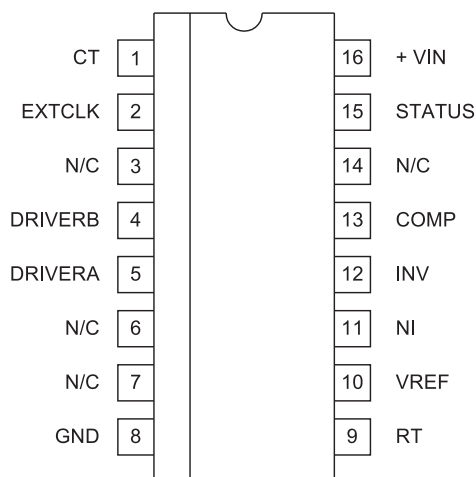 CT 1 16 + VIN
EXTCLK 2 15 STATUS
N/C 3 14 N/C
DRIVERB 4 13 COMP
DRIVERA 5 12 INV
N/C 6 11 NI
N/C 7 10 VREF
GND 8 9 RT